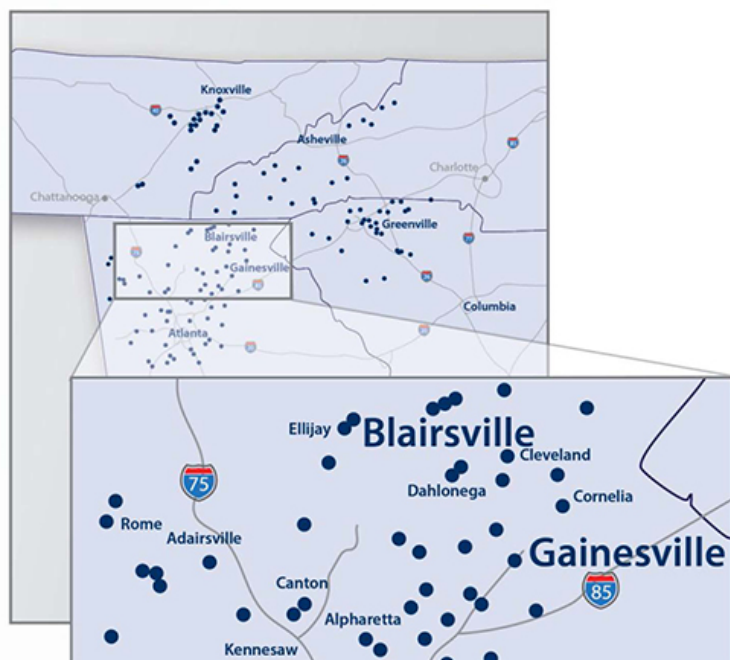 Knoxville
Asheville
Charlotte
Chattanooga
Greenville
Blairsville
Gainesville
Columbia
Atlanta
Ellijay
Blairsville
Cleveland
75
Dahlonega
Cornelia
Rome
Adairsville
Gainesville
85
Canton
Alpharetta
Kennesaw